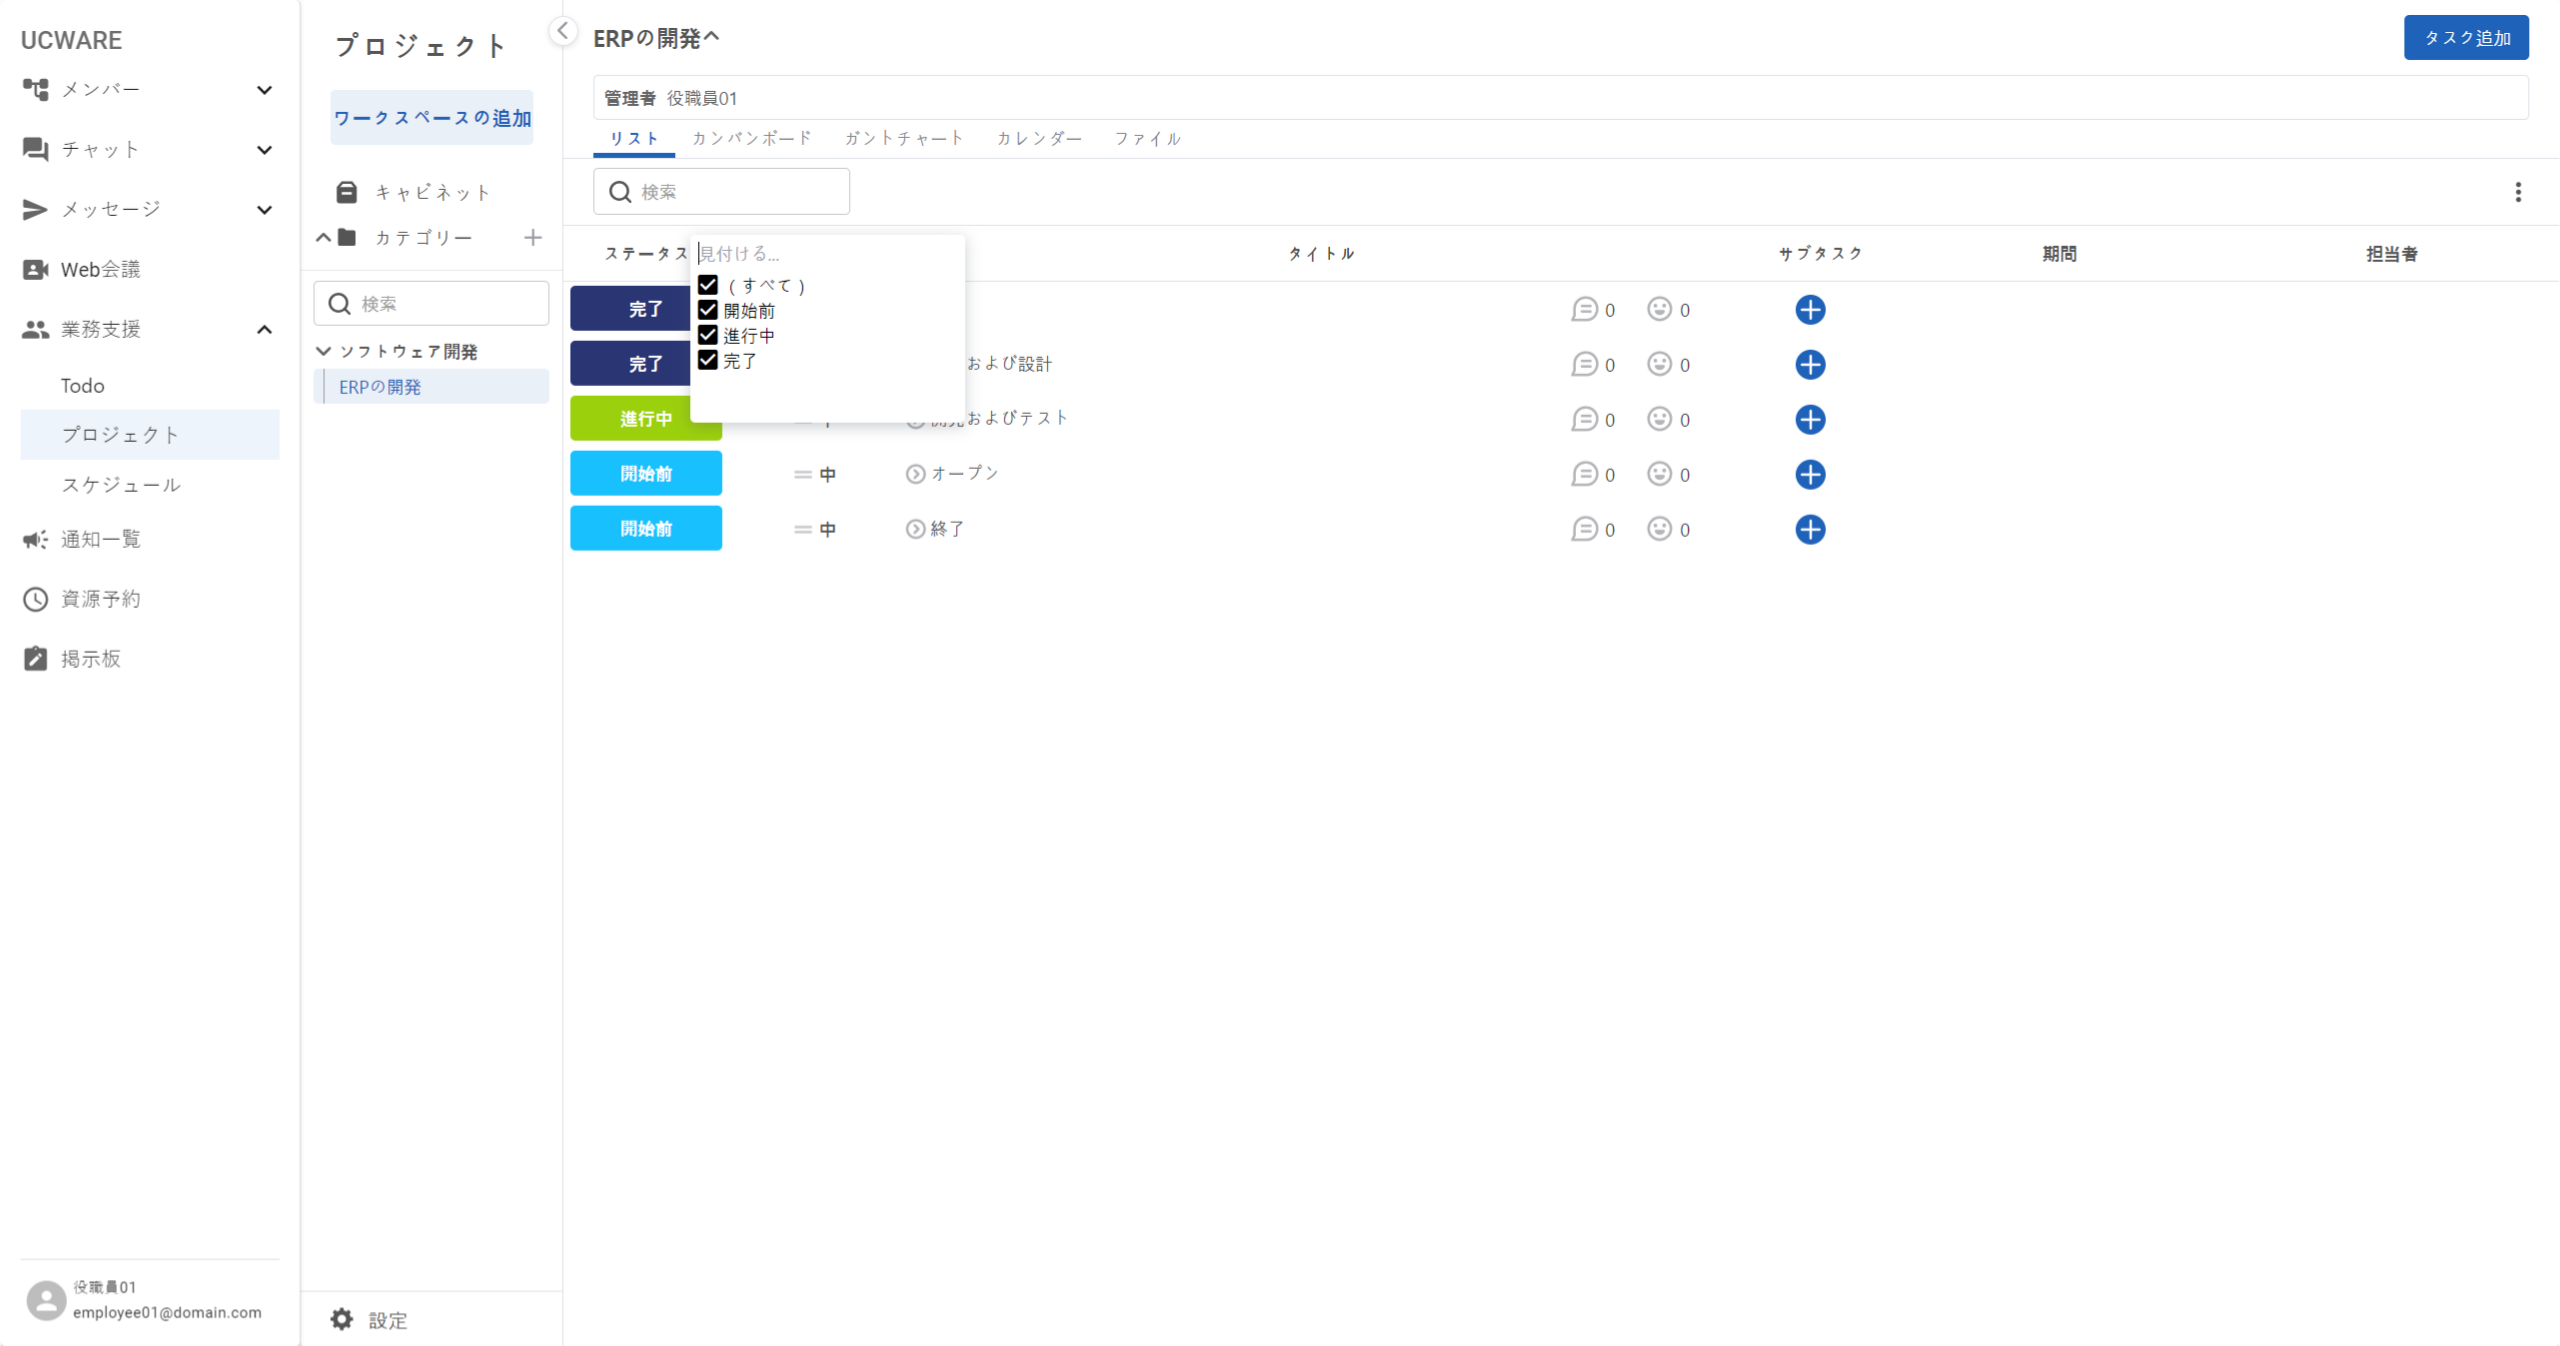 UCWARE
メンバー
チャット
メッセージ
Web会議
業務支援
Todo
プロジェクト
スケジュール
通知一覧
資源予約
掲示板
役職員01
employee01@domain.com
プロジェクト
ワークスペースの追加
キャビネット
カテゴリー
検索
ソフトウェア開発
ERPの開発
設定
ERPの開発
タスク追加
管理者 役職員01
リスト カンバンボード ガントチャート カレンダー ファイル
検索
ステータス タイトル サブタスク 期間 担当者
見付ける...
(すべて)
開始前
進行中
完了
完了 0 0
完了 および設計 0 0
進行中 およびテスト 0 0
開始前 中 オープン 0 0
開始前 中 終了 0 0